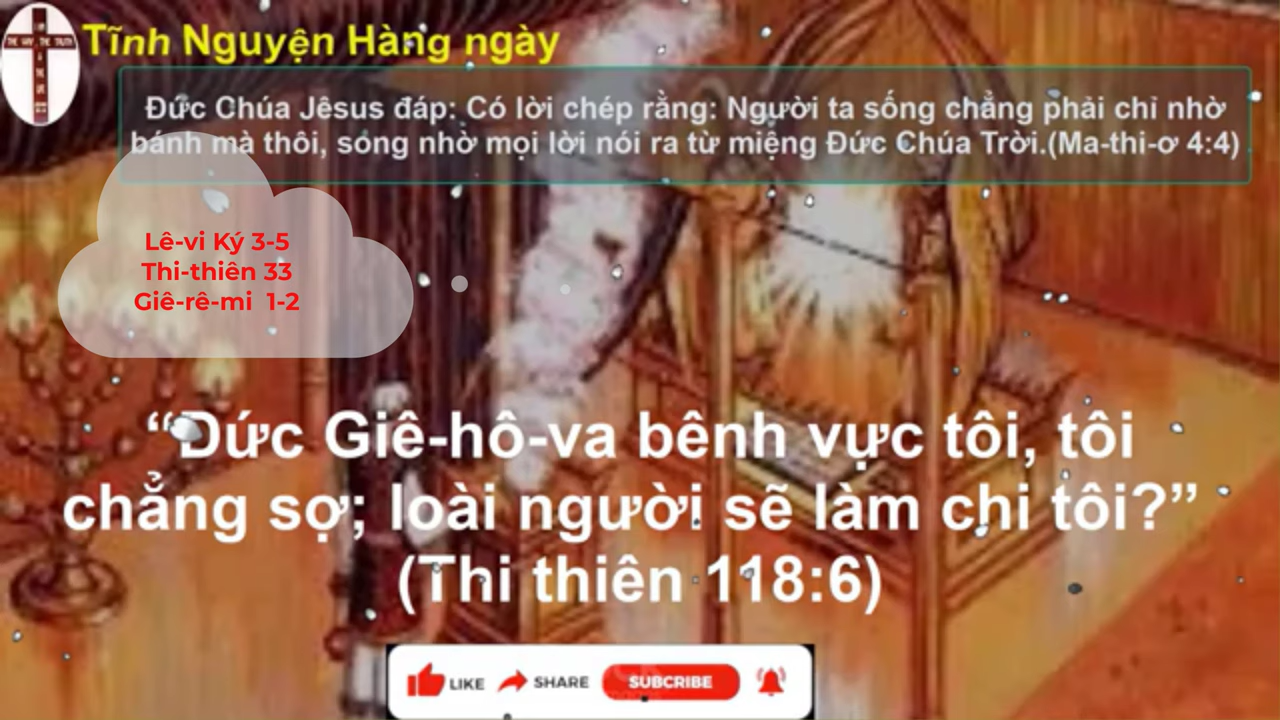 Tĩnh Nguyện Hàng ngày
Đức Chúa Jêsus đáp: Có lời chép rằng: Người ta sống chẳng phải chỉ nhờ
bánh mà thôi, song nhờ mọi lời nói ra từ miệng Đức Chúa Trời.(Ma-thi-ơ 4:4)
Lê-vi Ký 3-5
Thi-thiên 33
Giê-rê-mi 1-2
“Đức Giê-hô-va bênh vực tôi, tôi
chẳng sợ; loài người sẽ làm chi tôi?”
(Thi thiên 118:6)
LIKE SHARE SUBCRIBE